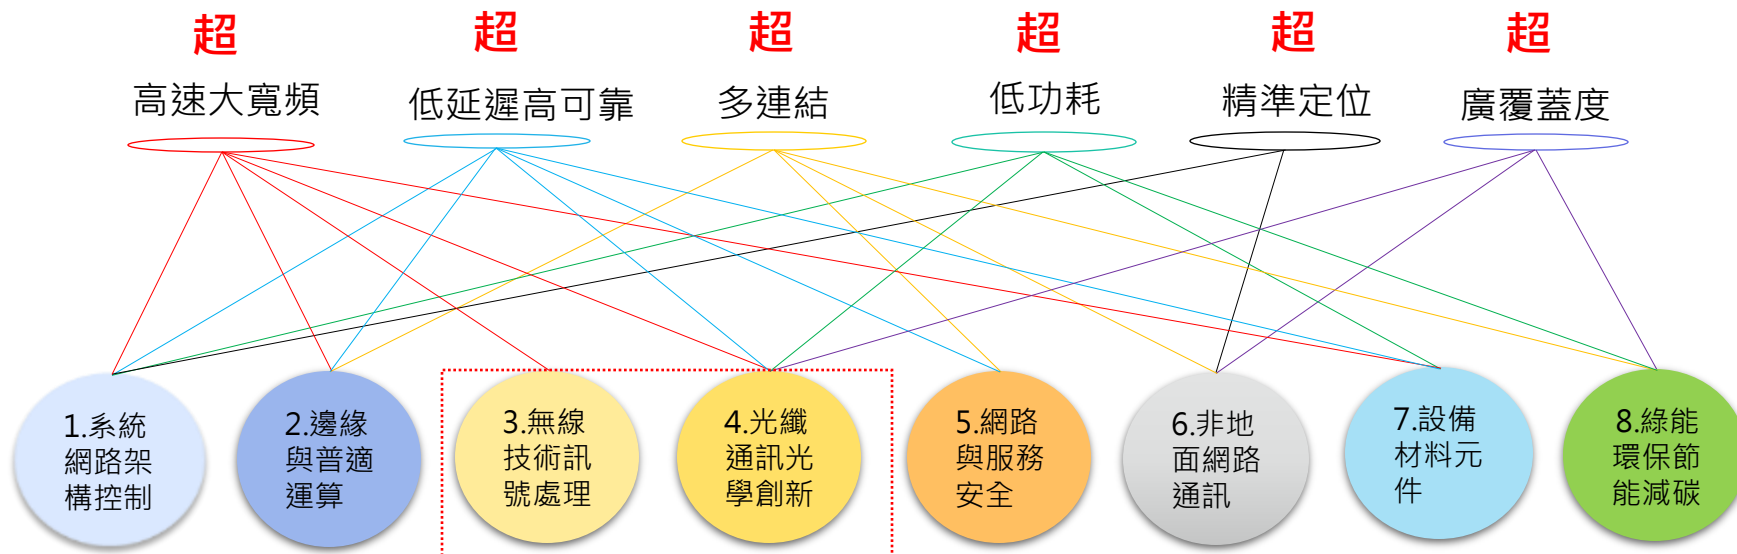 超 超 超 超 超 超
高速大寬頻 低延遲高可靠 多連結 低功耗 精準定位 廣覆蓋度
1.系統
網路架
構控制
2.邊緣
與普適
運算
3.無線
技術訊
號處理
4.光纖
通訊光
學創新
5.網路
與服務
安全
6.非地
面網路
通訊
7.設備
材料元
件
8.綠能
環保節
能減碳